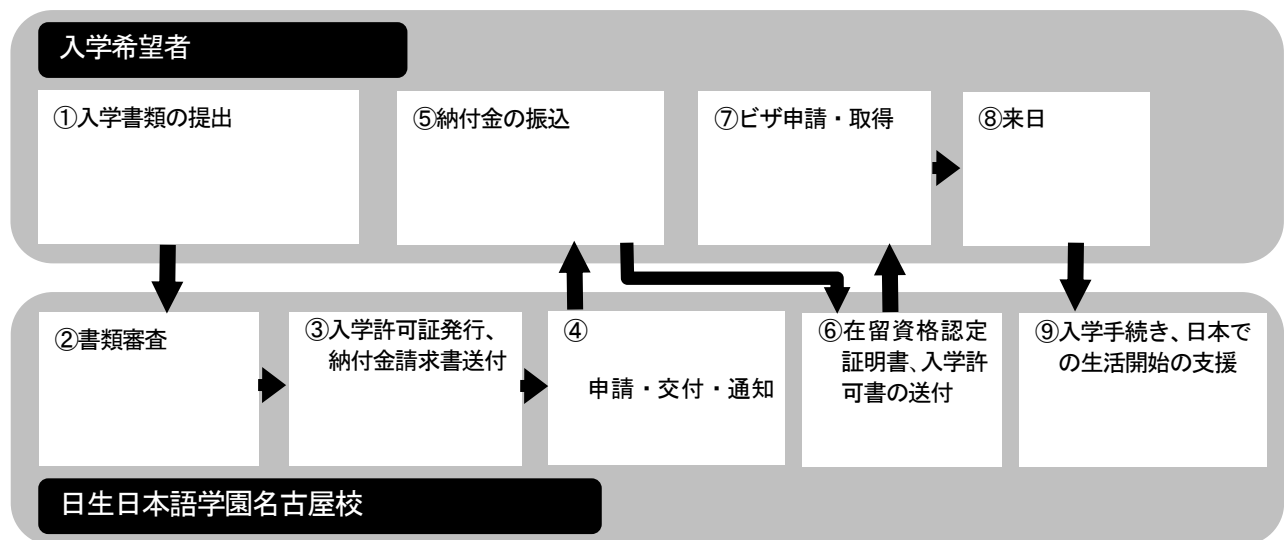 入学希望者
①入学書類の提出
⑤納付金の振込
⑦ビザ申請・取得
⑧来日
②書類審査
③入学許可証発行、
納付金請求書送付
④
申請・交付・通知
⑥在留資格認定
証明書、入学許
可書の送付
⑨入学手続き、日本で
の生活開始の支援
日生日本語学園名古屋校